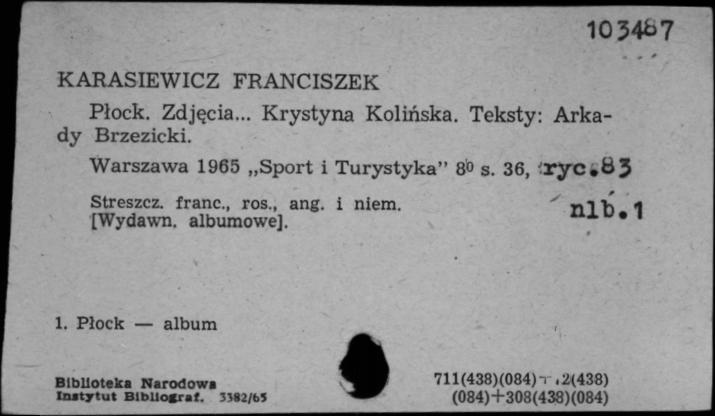 103487
KARASIEWICZ FRANCISZEK
Płock. Zdjęcia... Krystyna Kolińska. Teksty: Arka-
dy Brzezicki.
Warszawa 1965 „Sport i Turystyka” 8⁰ s. 36, ryc.83
Streszcz. franc., ros., ang. i niem. nlb.1
[Wydawn. albumowe].
1. Płock — album
Biblioteka Narodowa 711(438)(084)+.2(438)
Instytut Bibliograf. 3382/65 (084)+308(438)(084)